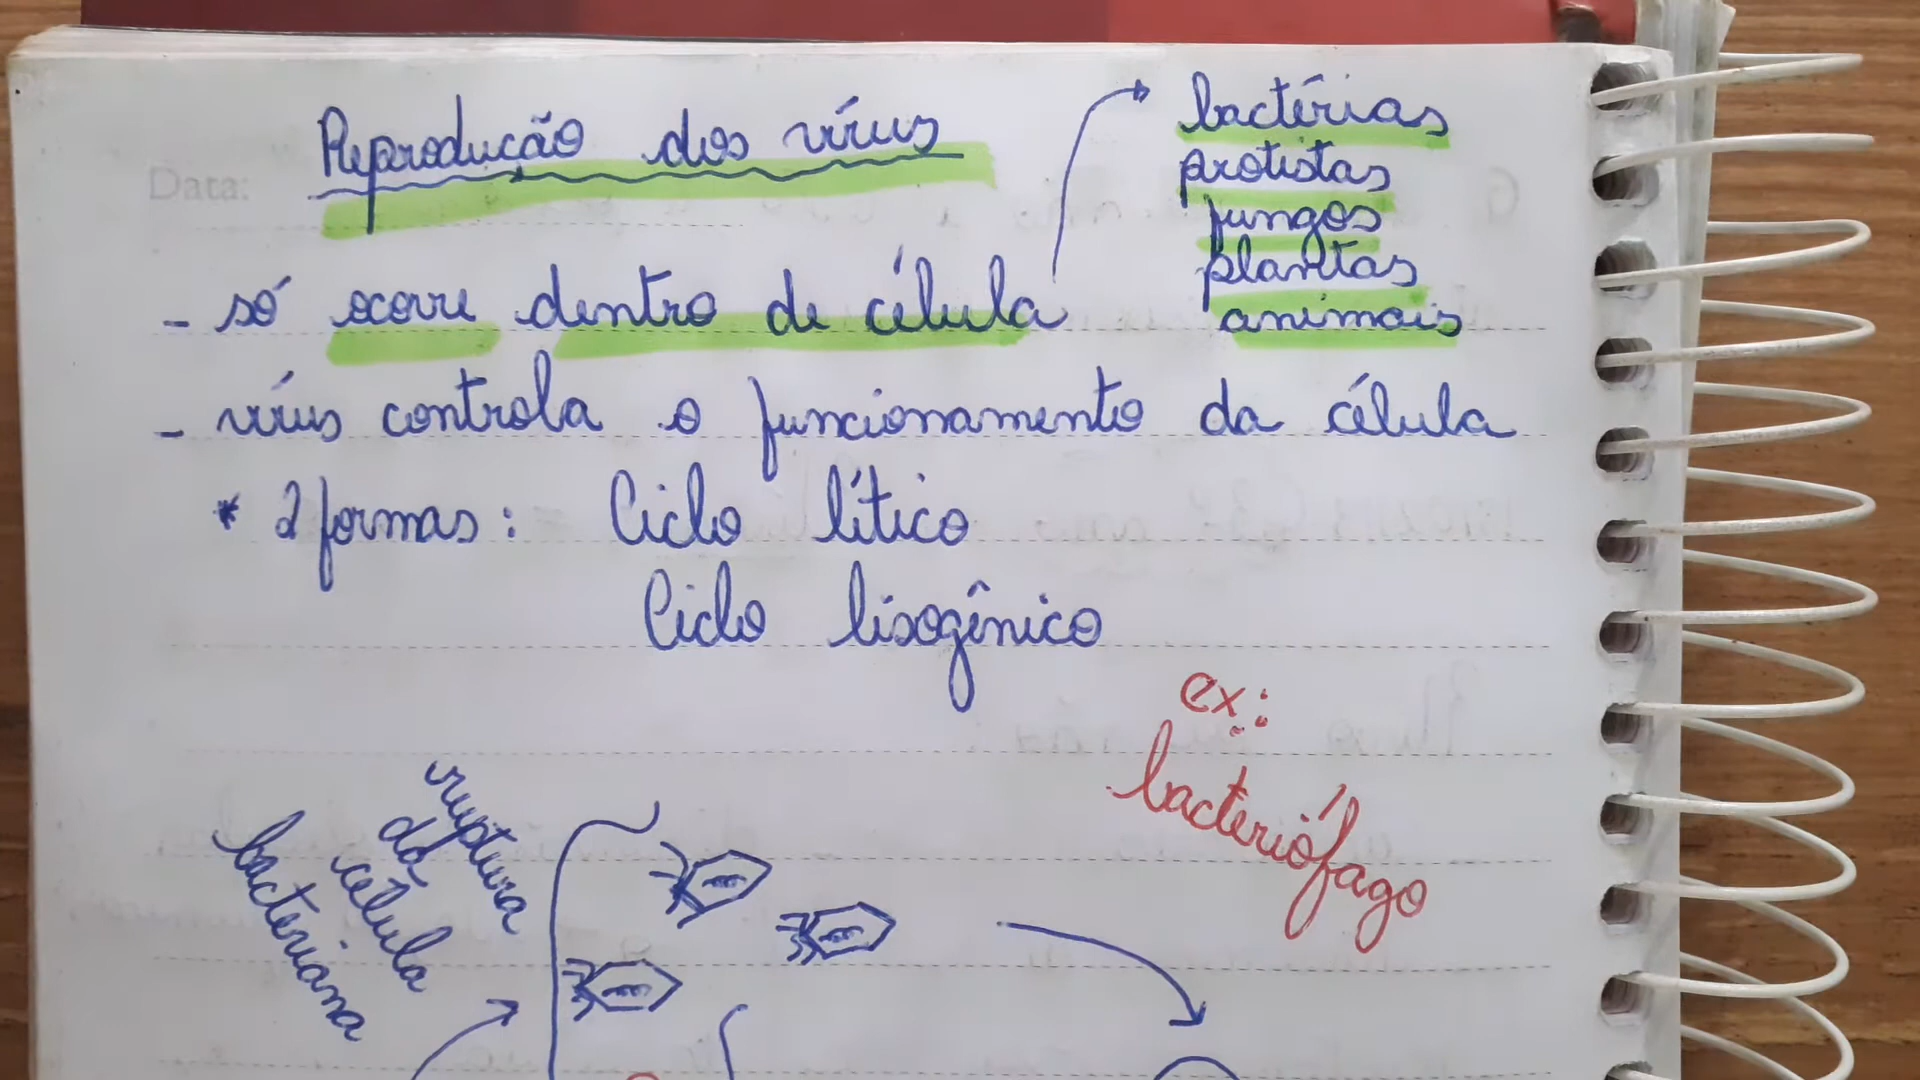 Data:
Reprodução dos vírus
bactérias
protistas
fungos
plantas
animais
- só ocorre dentro de célula
- vírus controla o funcionamento da célula
* 2 formas: Ciclo lítico
Ciclo lisogênico
ex:
bacteriófago
ruptura
da
célula
bacteriana